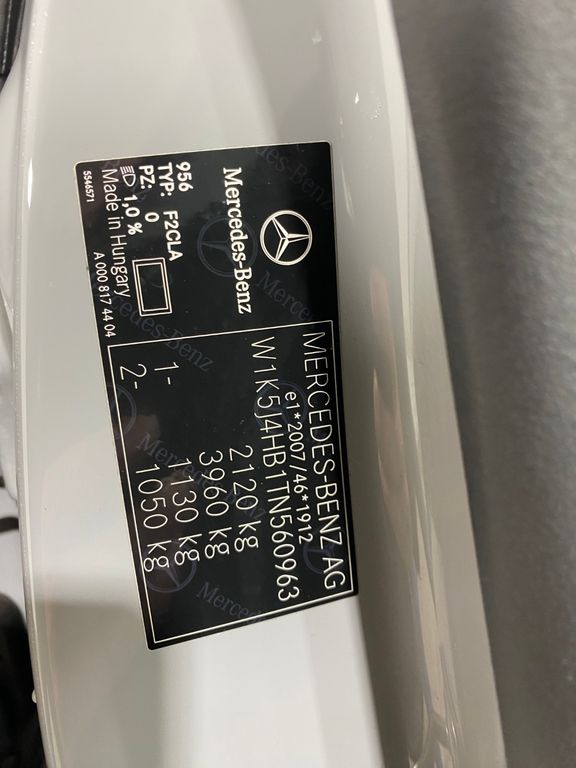 Mercedes-Benz
956
TYP: F2CLA
PZ: 0
1,0 %
Made in Hungary
A 000 817 44 04
5546571
MERCEDES-BENZ AG
e1*2007/46*1912
W1K5J4HB1TN560963
2120 kg
3960 kg
1- 1130 kg
2- 1050 kg